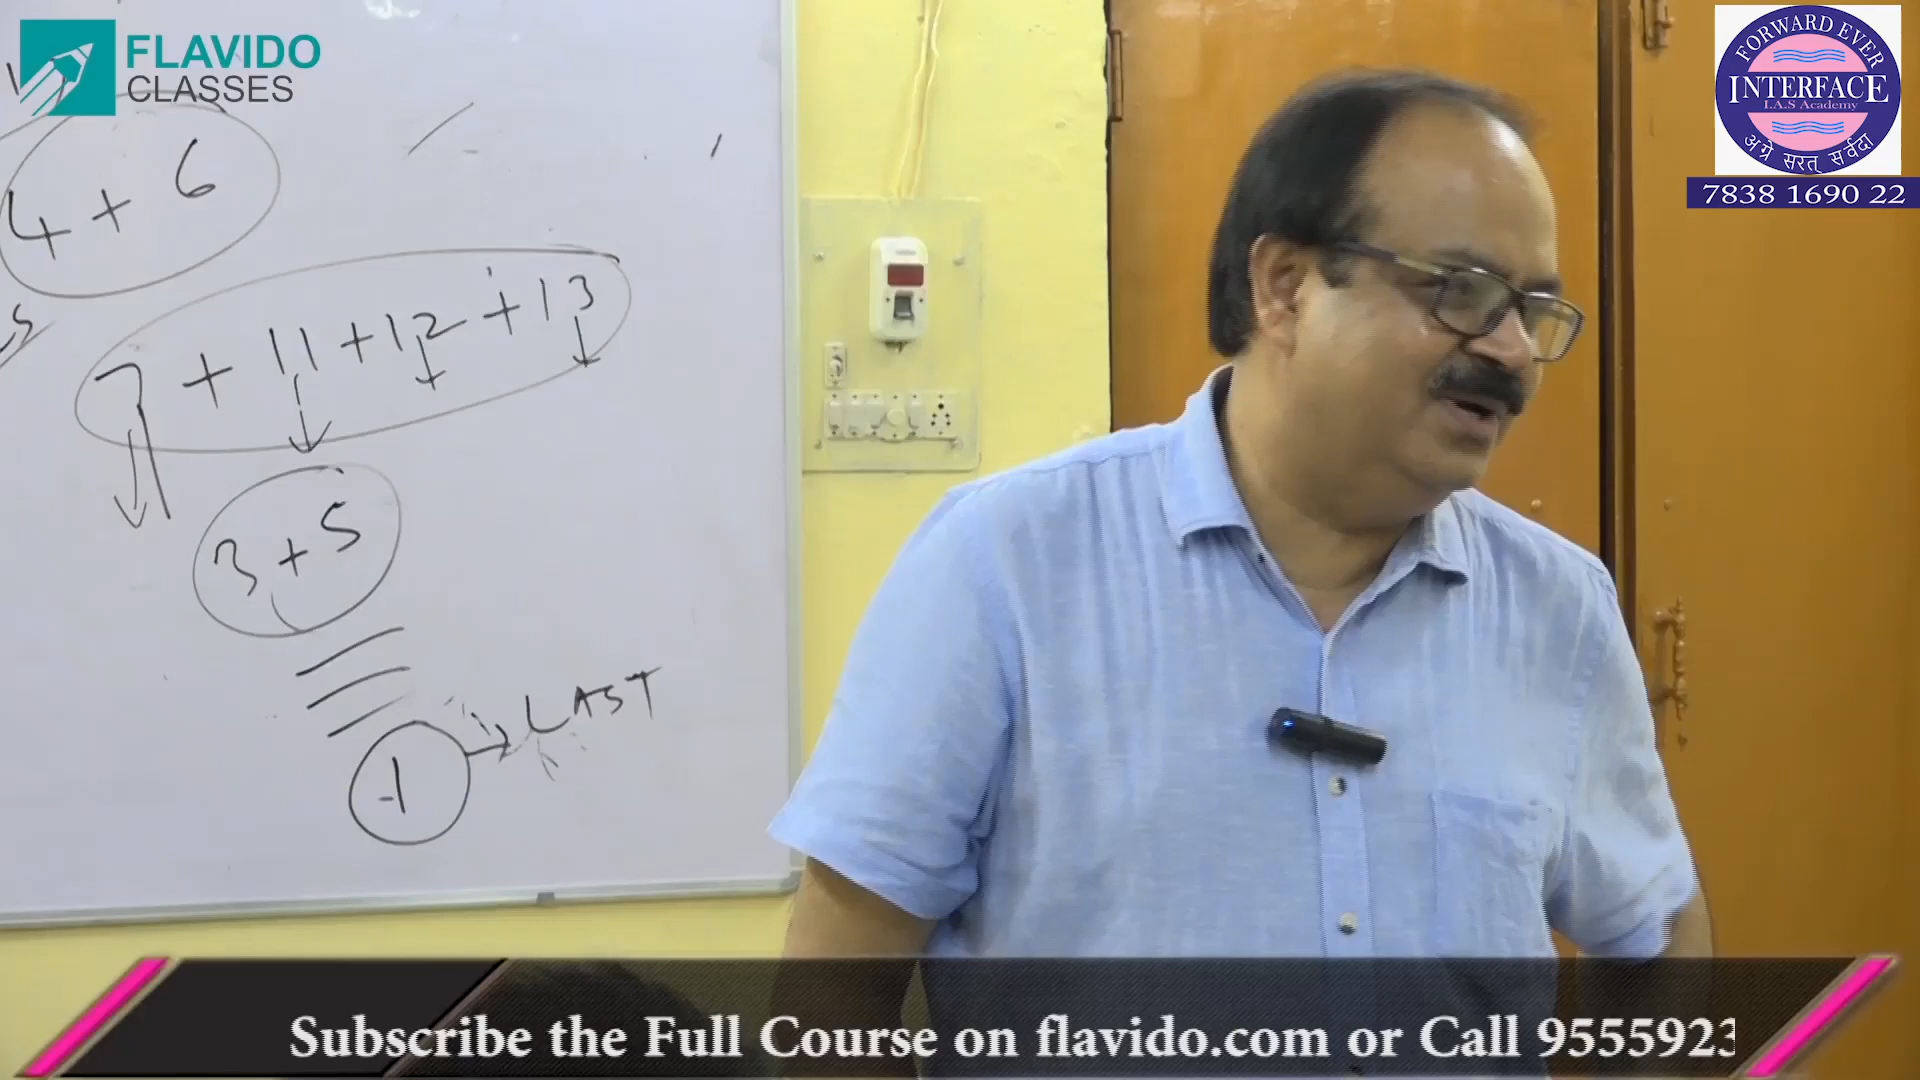 FLAVIDO
CLASSES
FORWARD EVER
INTERFACE
I.A.S Academy
अग्रे सरत् सर्वदा
7838 1690 22
4 + 6
7 + 11 + 12 + 13
3 + 5
1 → LAST
Subscribe the Full Course on flavido.com or Call 955592